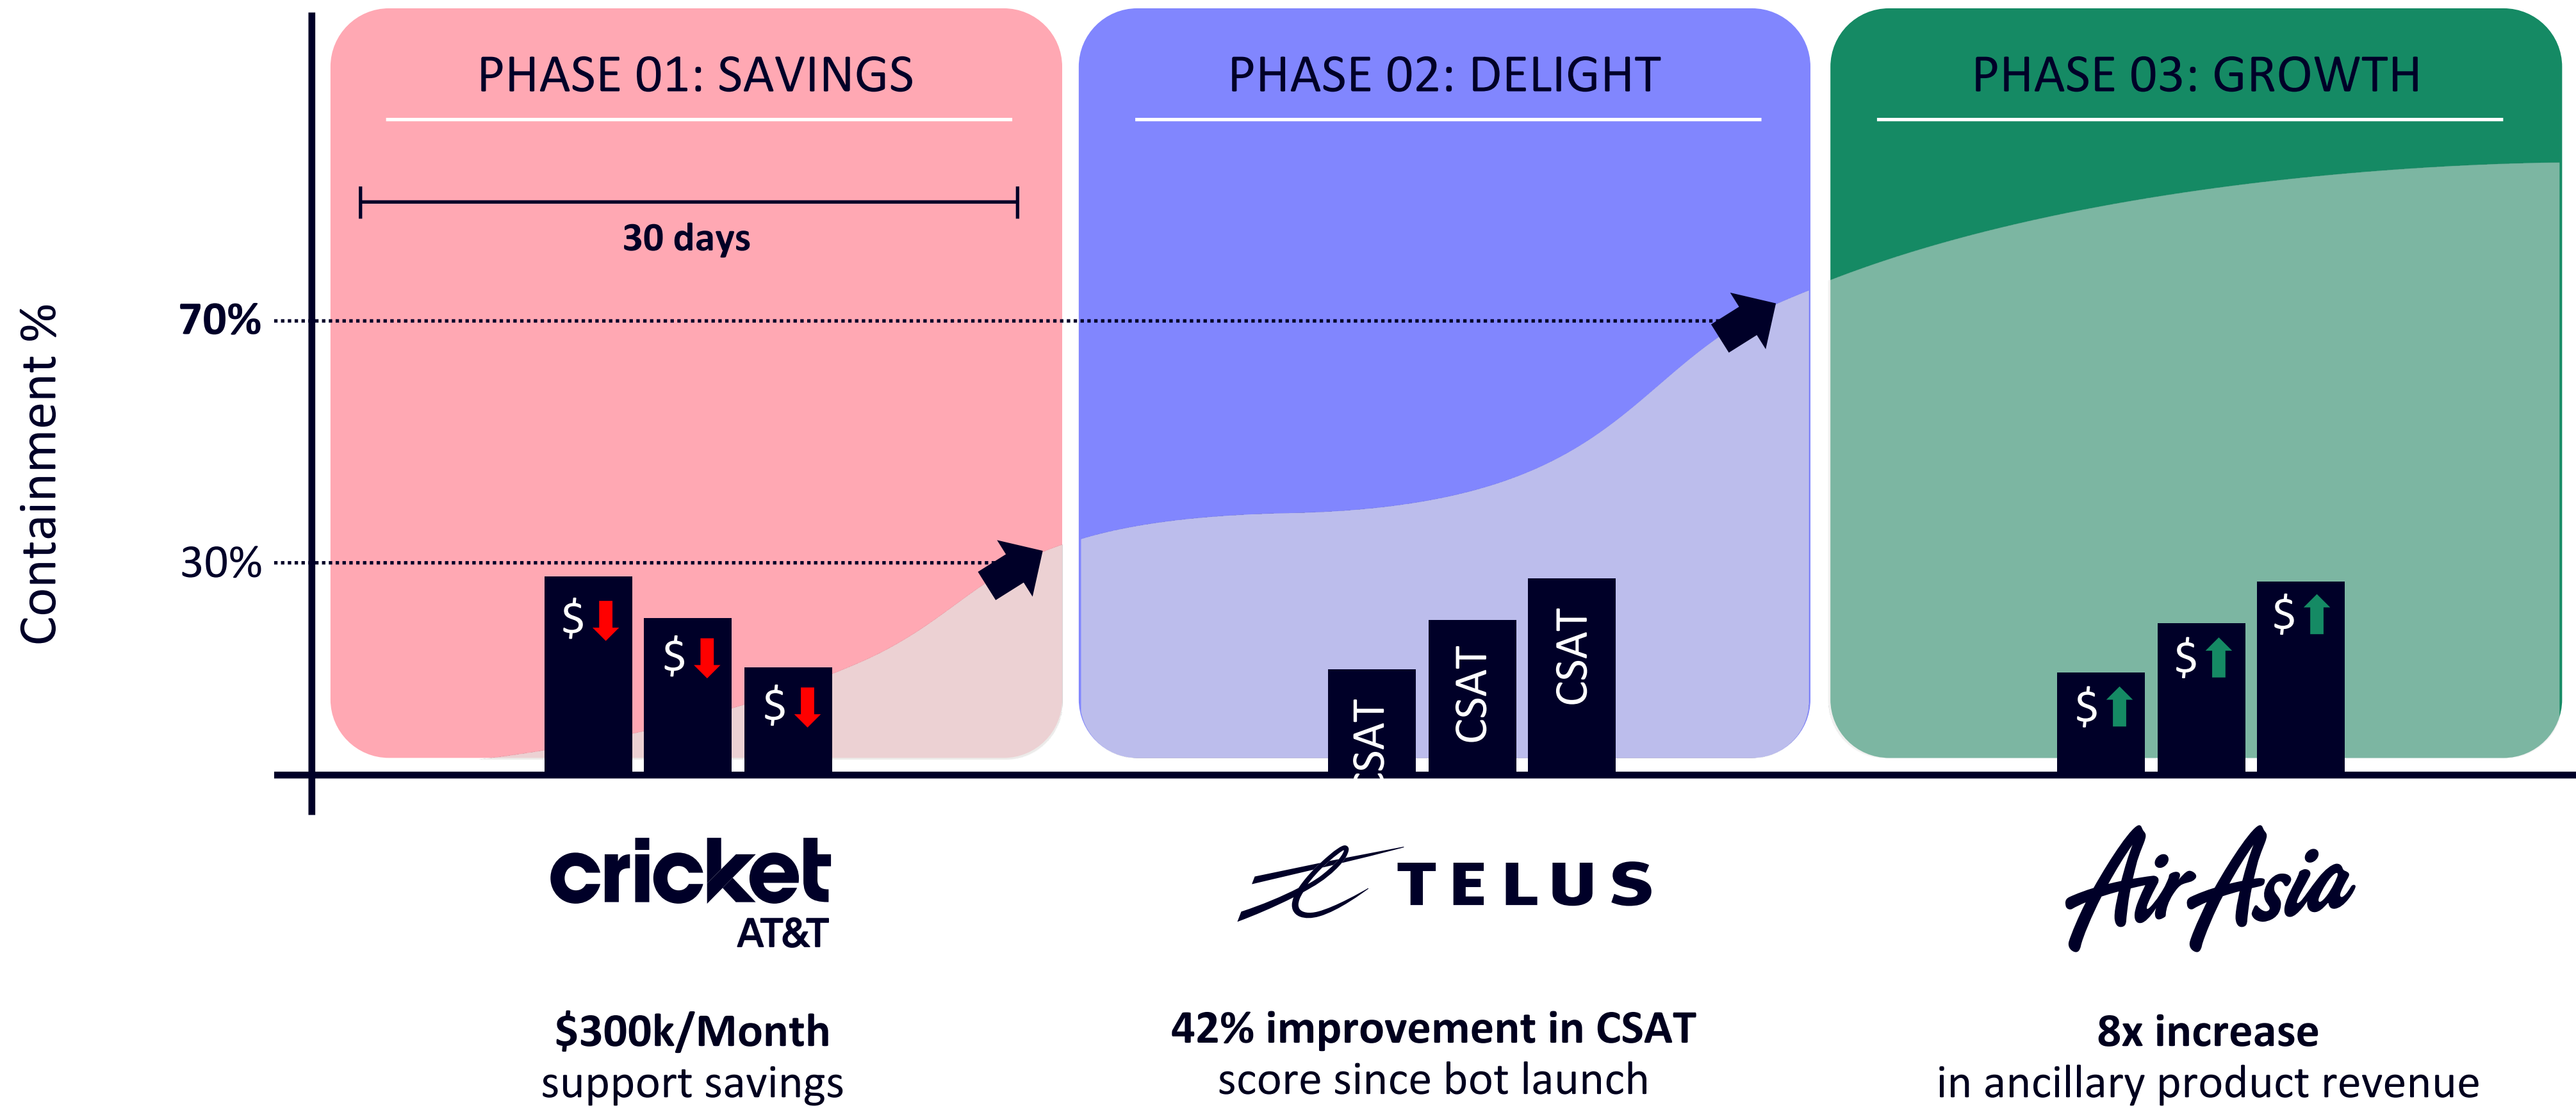 PHASE 01: SAVINGS
PHASE 02: DELIGHT
PHASE 03: GROWTH
30 days
Containment %
70%
30%
$
$
$
CSAT
CSAT
CSAT
$
$
$
cricket
AT&T
TELUS
AirAsia
$300k/Month
support savings
42% improvement in CSAT
score since bot launch
8x increase
in ancillary product revenue